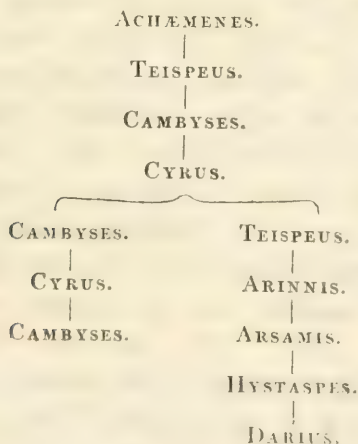 ACHÆMENES.
TEISPEUS.
CAMBYSES.
CYRUS.
CAMBYSES. TEISPEUS.
CYRUS. ARINNIS.
CAMBYSES. ARSAMIS.
HYSTASPES.
DARIUS.